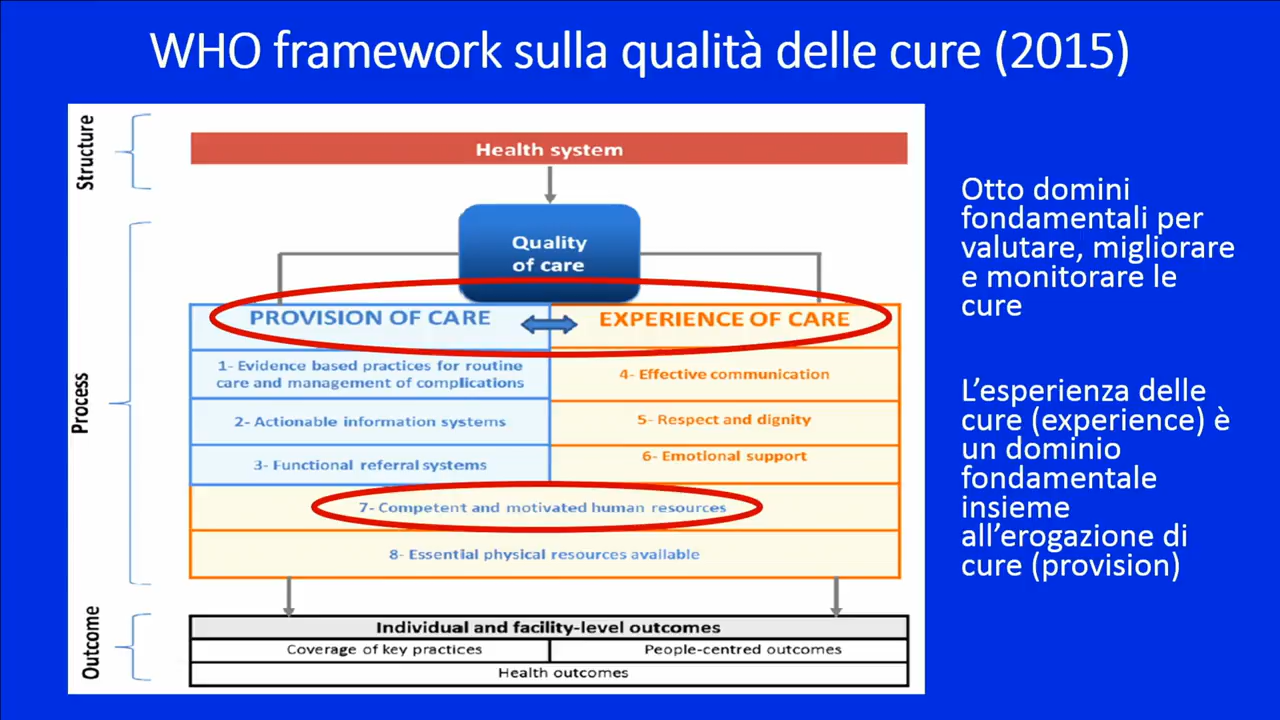 WHO framework sulla qualità delle cure (2015)
Structure
Health system
Quality
of care
Process
PROVISION OF CARE
EXPERIENCE OF CARE
1- Evidence based practices for routine
care and management of complications
4- Effective communication
2- Actionable information systems
5- Respect and dignity
3- Functional referral systems
6- Emotional support
7- Competent and motivated human resources
8- Essential physical resources available
Outcome
Individual and facility-level outcomes
Coverage of key practices
People-centred outcomes
Health outcomes
Otto domini
fondamentali per
valutare, migliorare
e monitorare le
cure
L’esperienza delle
cure (experience) è
un dominio
fondamentale
insieme
all’erogazione di
cure (provision)